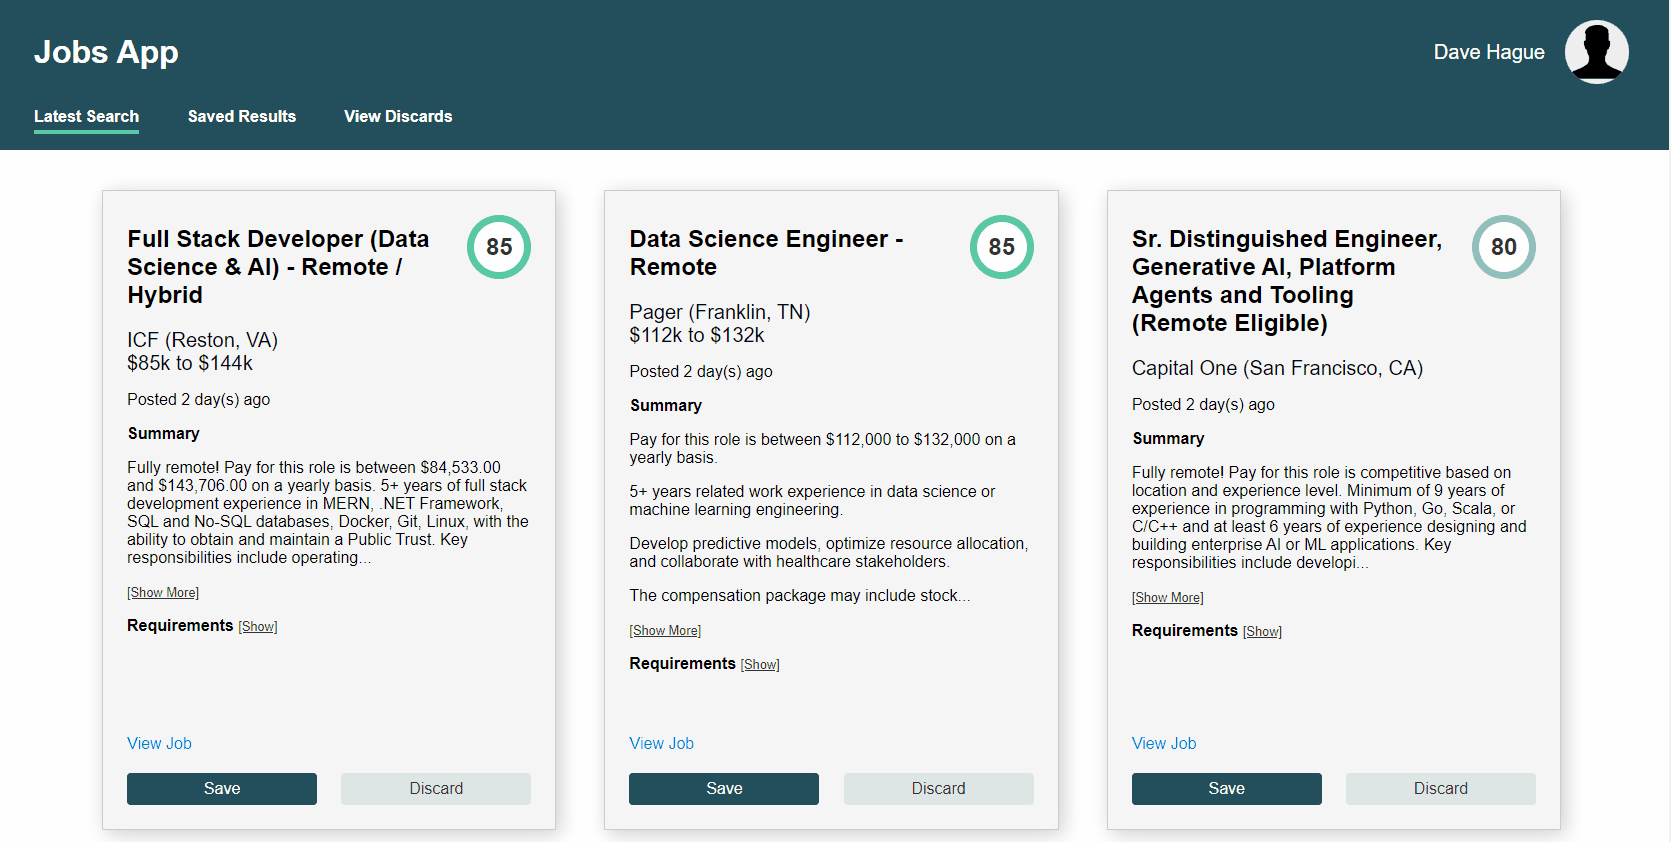 Jobs App
Dave Hague
Latest Search
Saved Results
View Discards
Full Stack Developer (Data
Science & AI) - Remote /
Hybrid
85
ICF (Reston, VA)
$85k to $144k
Posted 2 day(s) ago
Summary
Fully remote! Pay for this role is between $84,533.00
and $143,706.00 on a yearly basis. 5+ years of full stack
development experience in MERN, .NET Framework,
SQL and No-SQL databases, Docker, Git, Linux, with the
ability to obtain and maintain a Public Trust. Key
responsibilities include operating...
[Show More]
Requirements [Show]
View Job
Save
Discard
Data Science Engineer -
Remote
85
Pager (Franklin, TN)
$112k to $132k
Posted 2 day(s) ago
Summary
Pay for this role is between $112,000 to $132,000 on a
yearly basis.
5+ years related work experience in data science or
machine learning engineering.
Develop predictive models, optimize resource allocation,
and collaborate with healthcare stakeholders.
The compensation package may include stock...
[Show More]
Requirements [Show]
View Job
Save
Discard
Sr. Distinguished Engineer,
Generative AI, Platform
Agents and Tooling
(Remote Eligible)
80
Capital One (San Francisco, CA)
Posted 2 day(s) ago
Summary
Fully remote! Pay for this role is competitive based on
location and experience level. Minimum of 9 years of
experience in programming with Python, Go, Scala, or
C/C++ and at least 6 years of experience designing and
building enterprise AI or ML applications. Key
responsibilities include developi...
[Show More]
Requirements [Show]
View Job
Save
Discard